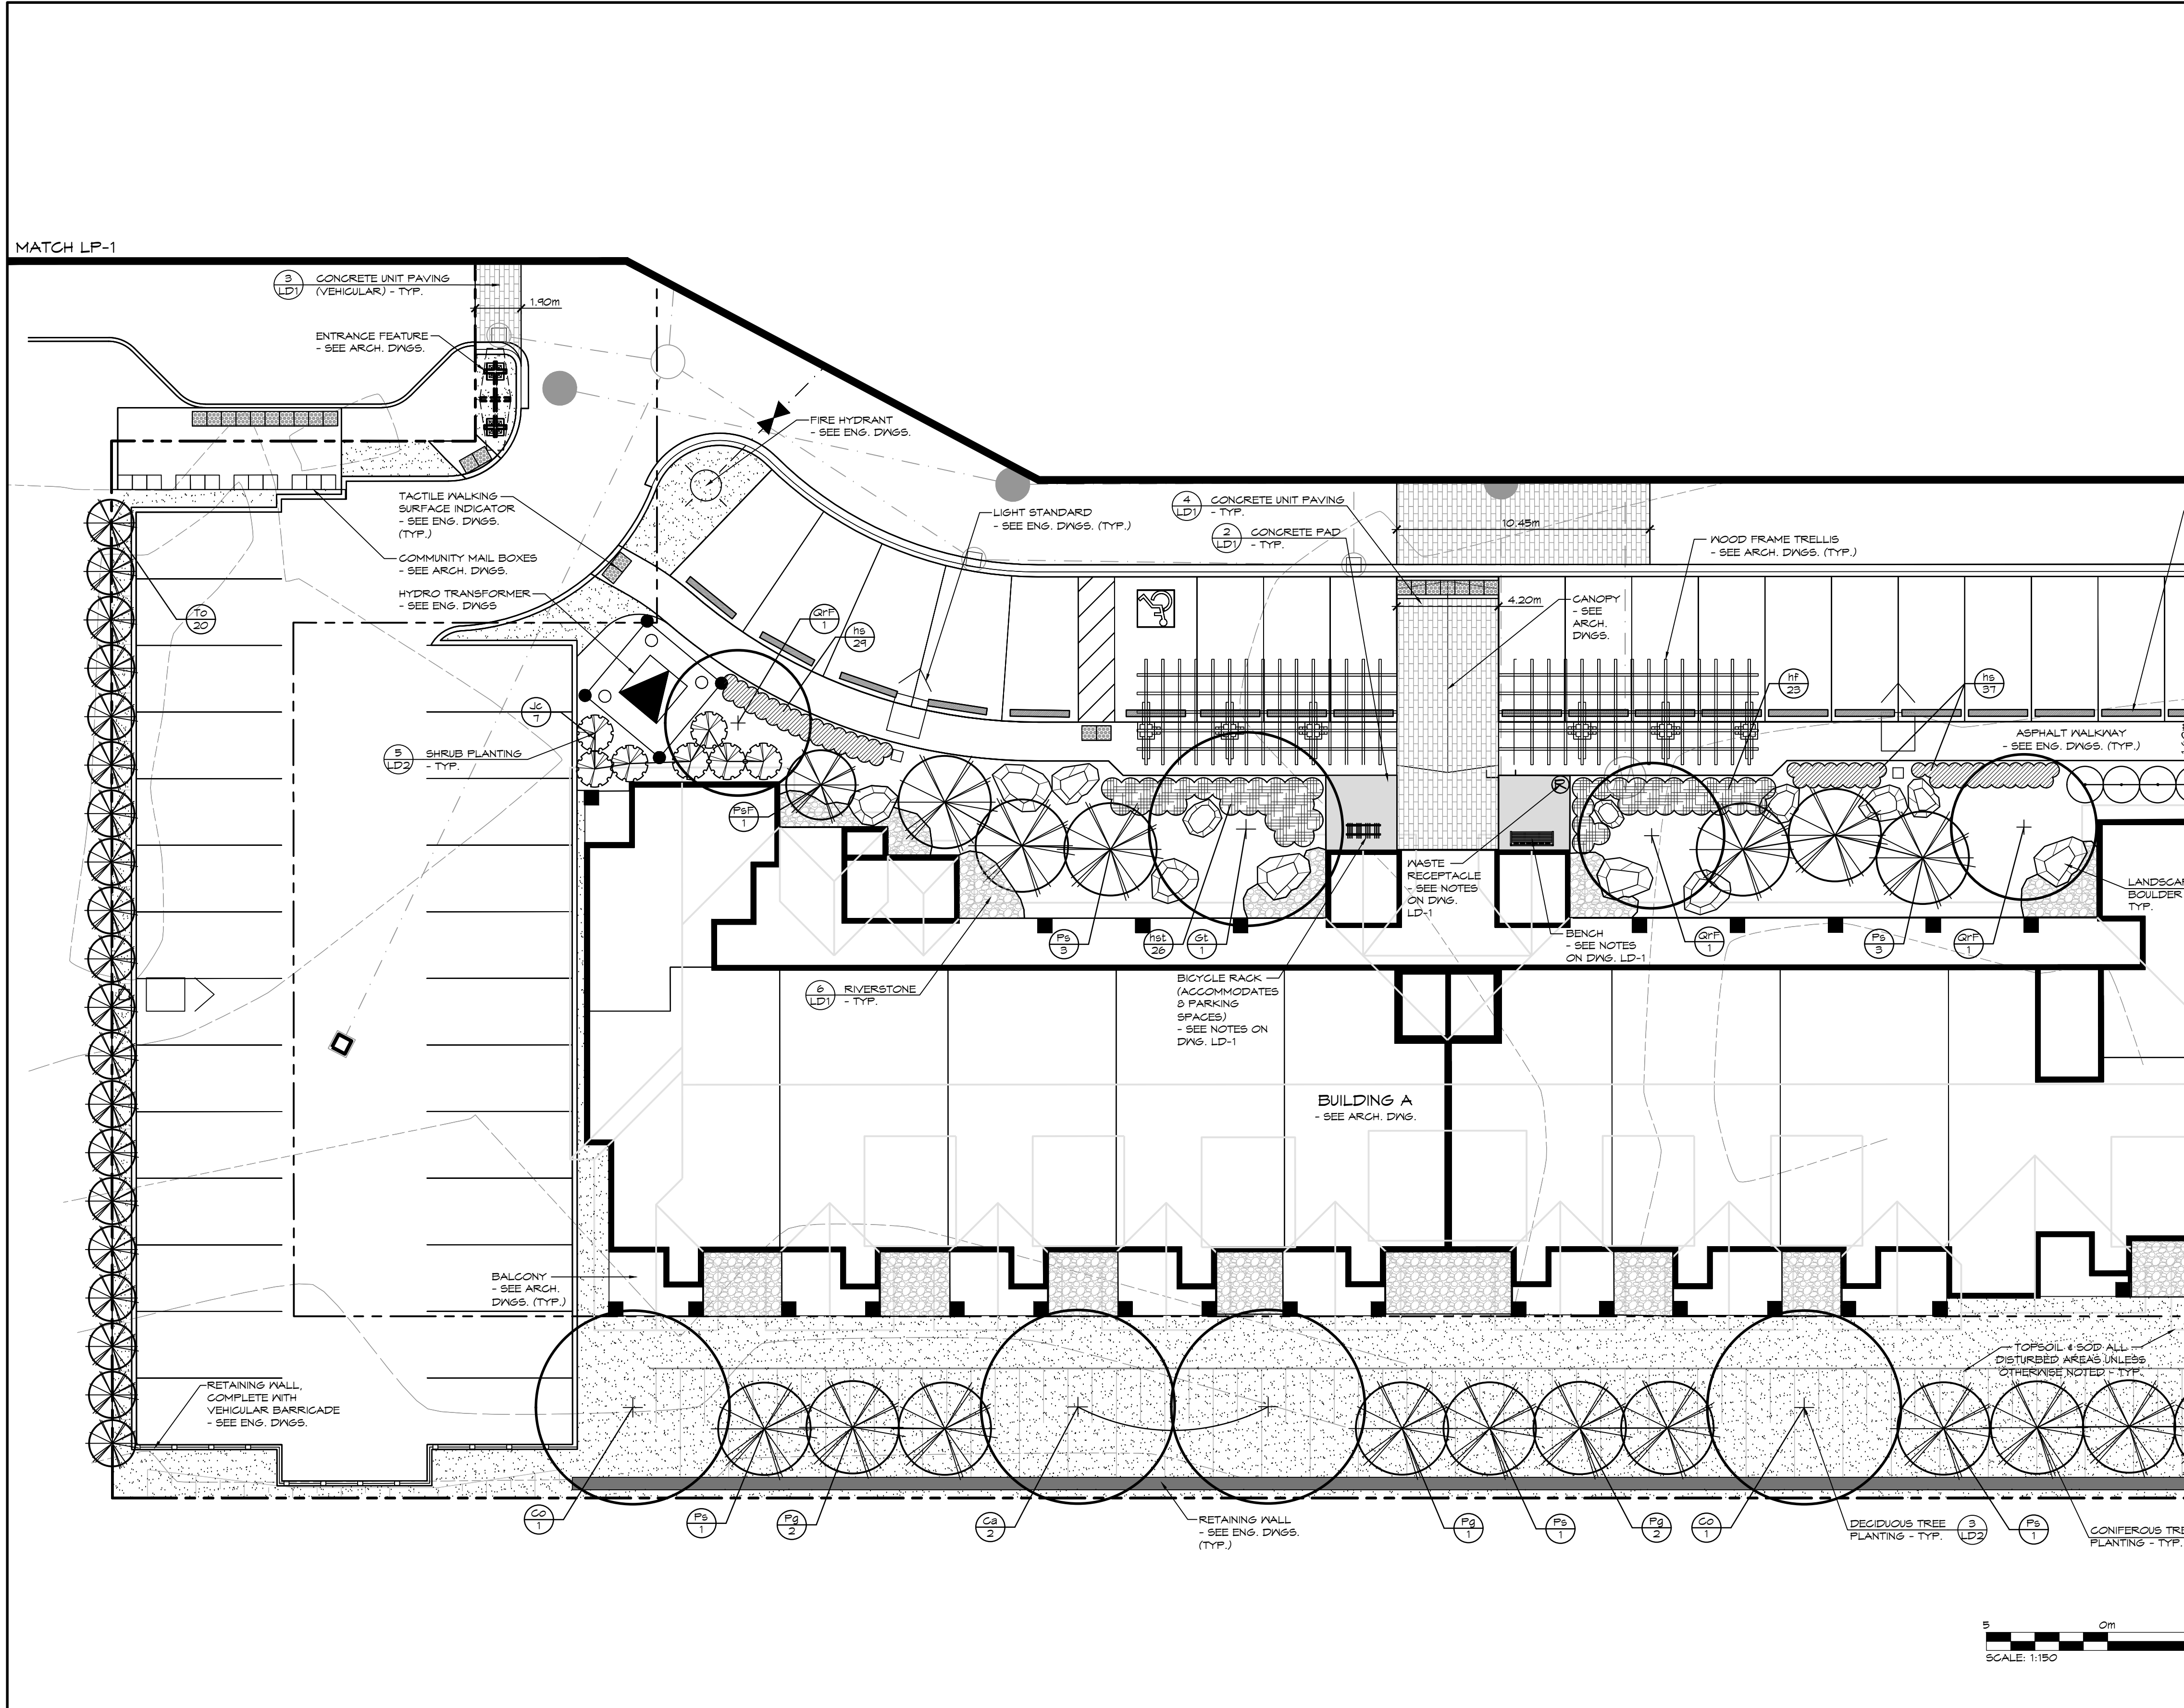 MATCH LP-1
3
LD1
CONCRETE UNIT PAVING
(VEHICULAR) - TYP.
1.90m
ENTRANCE FEATURE
- SEE ARCH. DWGS.
FIRE HYDRANT
- SEE ENG. DWGS.
TACTILE WALKING
SURFACE INDICATOR
- SEE ENG. DWGS.
(TYP.)
COMMUNITY MAIL BOXES
- SEE ARCH. DWGS.
HYDRO TRANSFORMER
- SEE ENG. DWGS
LIGHT STANDARD
- SEE ENG. DWGS. (TYP.)
4
LD1
CONCRETE UNIT PAVING
- TYP.
2
LD1
CONCRETE PAD
- TYP.
10.45m
WOOD FRAME TRELLIS
- SEE ARCH. DWGS. (TYP.)
4.20m
CANOPY
- SEE
ARCH.
DWGS.
To
20
QrF
1
hs
29
Jc
7
5
LD2
SHRUB PLANTING
- TYP.
hf
23
hs
37
ASPHALT WALKWAY
- SEE ENG. DWGS. (TYP.)
R
PsF
1
WASTE
RECEPTACLE
- SEE NOTES
ON DWG.
LD-1
BENCH
- SEE NOTES
ON DWG. LD-1
LANDSCA
BOULDER
TYP.
Ps
3
hst
26
Gt
1
QrF
1
Ps
3
QrF
1
6
LD1
RIVERSTONE
- TYP.
BICYCLE RACK
(ACCOMMODATES
8 PARKING
SPACES)
- SEE NOTES ON
DWG. LD-1
BUILDING A
- SEE ARCH. DWG.
BALCONY
- SEE ARCH.
DWGS. (TYP.)
TOPSOIL & SOD ALL
DISTURBED AREAS UNLESS
OTHERWISE NOTED - TYP.
RETAINING WALL,
COMPLETE WITH
VEHICULAR BARRICADE
- SEE ENG. DWGS.
Co
1
Ps
1
Pg
2
Ca
2
RETAINING WALL
- SEE ENG. DWGS.
(TYP.)
Pg
1
Ps
1
Pg
2
Co
1
DECIDUOUS TREE
PLANTING - TYP.
3
LD2
Ps
1
CONIFEROUS TRE
PLANTING - TYP.
5
0m
SCALE: 1:150